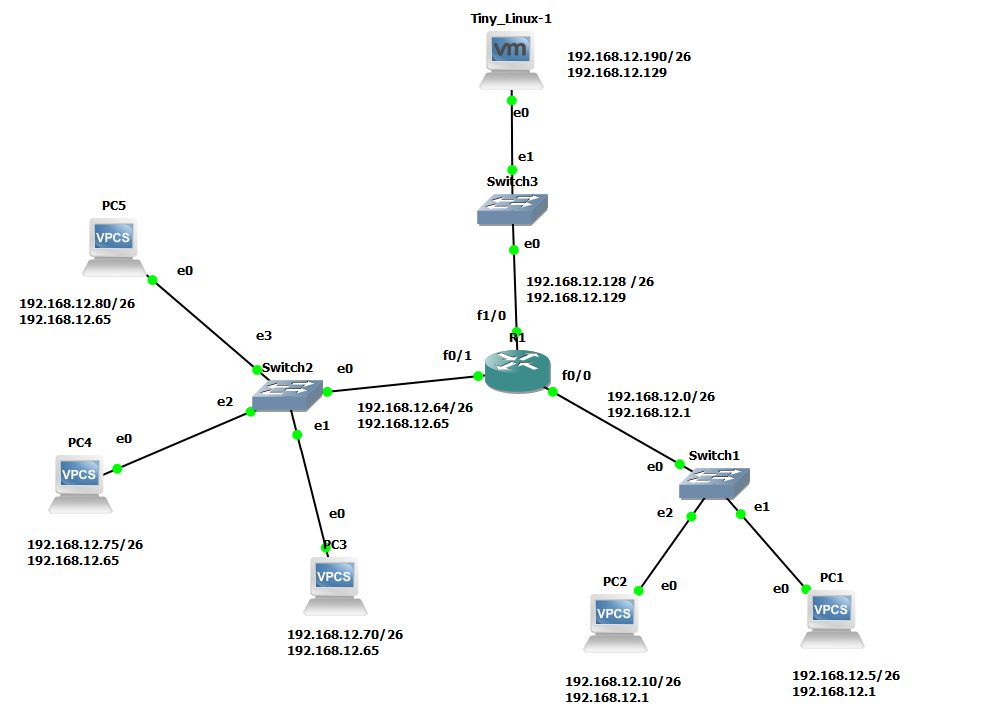 Tiny_Linux-1
vm
192.168.12.190/26
192.168.12.129
e0
e1
Switch3
e0
192.168.12.128 /26
192.168.12.129
f1/0
R1
f0/1
f0/0
PC5
VPCS
e0
192.168.12.80/26
192.168.12.65
e3
Switch2
e0
e2
e1
192.168.12.64/26
192.168.12.65
192.168.12.0/26
192.168.12.1
PC4
e0
VPCS
192.168.12.75/26
192.168.12.65
e0
PC3
VPCS
192.168.12.70/26
192.168.12.65
Switch1
e0
e2
e1
PC2
e0
VPCS
192.168.12.10/26
192.168.12.1
e0
PC1
VPCS
192.168.12.5/26
192.168.12.1